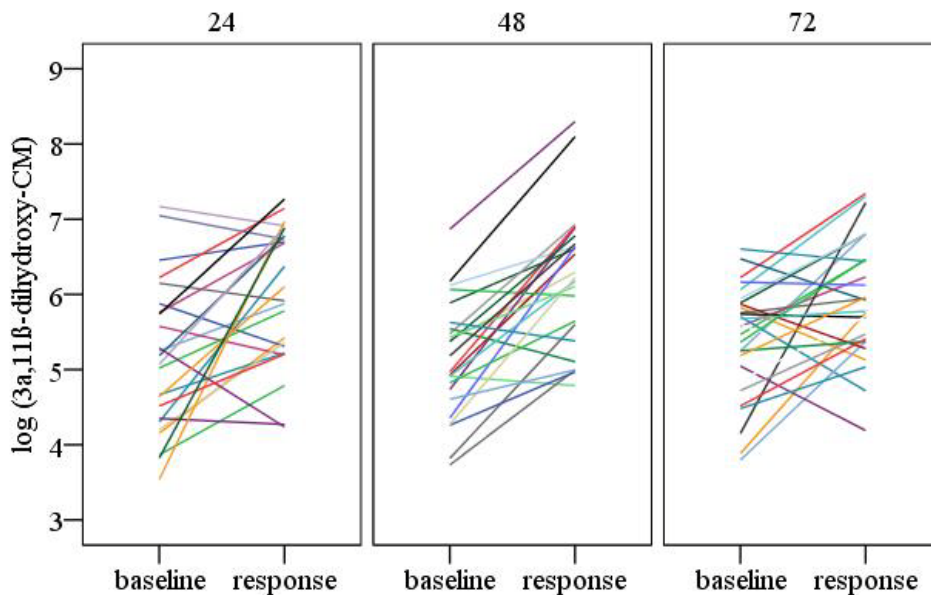 24 48 72
log (3a,11ß-dihydroxy-CM)
9
8
7
6
5
4
3
baseline response baseline response baseline response